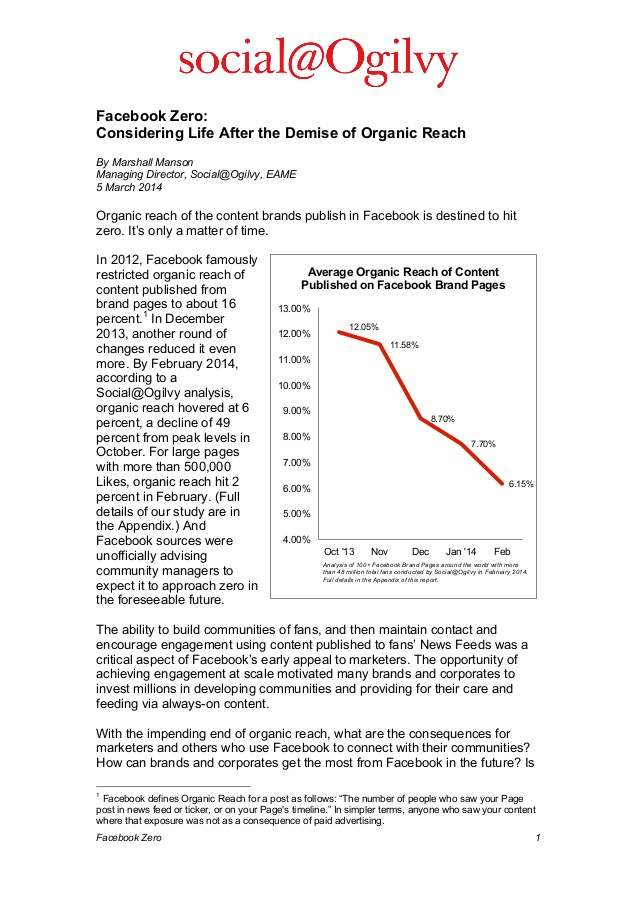 social@Ogilvy
Facebook Zero:
Considering Life After the Demise of Organic Reach
By Marshall Manson
Managing Director, Social@Ogilvy, EAME
5 March 2014
Organic reach of the content brands publish in Facebook is destined to hit
zero. It’s only a matter of time.
In 2012, Facebook famously
restricted organic reach of
content published from
brand pages to about 16
percent.1 In December
2013, another round of
changes reduced it even
more. By February 2014,
according to a
Social@Ogilvy analysis,
organic reach hovered at 6
percent, a decline of 49
percent from peak levels in
October. For large pages
with more than 500,000
Likes, organic reach hit 2
percent in February. (Full
details of our study are in
the Appendix.) And
Facebook sources were
unofficially advising
community managers to
expect it to approach zero in
the foreseeable future.
Average Organic Reach of Content
Published on Facebook Brand Pages
13.00%
12.00%
11.00%
10.00%
9.00%
8.00%
7.00%
6.00%
5.00%
4.00%
12.05%
11.58%
8.70%
7.70%
6.15%
Oct '13 Nov Dec Jan '14 Feb
Analysis of 100+ Facebook Brand Pages around the world with more
than 48 million total fans conducted by Social@Ogilvy in February 2014.
Full details in the Appendix of this report.
The ability to build communities of fans, and then maintain contact and
encourage engagement using content published to fans’ News Feeds was a
critical aspect of Facebook’s early appeal to marketers. The opportunity of
achieving engagement at scale motivated many brands and corporates to
invest millions in developing communities and providing for their care and
feeding via always-on content.
With the impending end of organic reach, what are the consequences for
marketers and others who use Facebook to connect with their communities?
How can brands and corporates get the most from Facebook in the future? Is
1 Facebook defines Organic Reach for a post as follows: “The number of people who saw your Page
post in news feed or ticker, or on your Page's timeline.” In simpler terms, anyone who saw your content
where that exposure was not as a consequence of paid advertising.
Facebook Zero 1